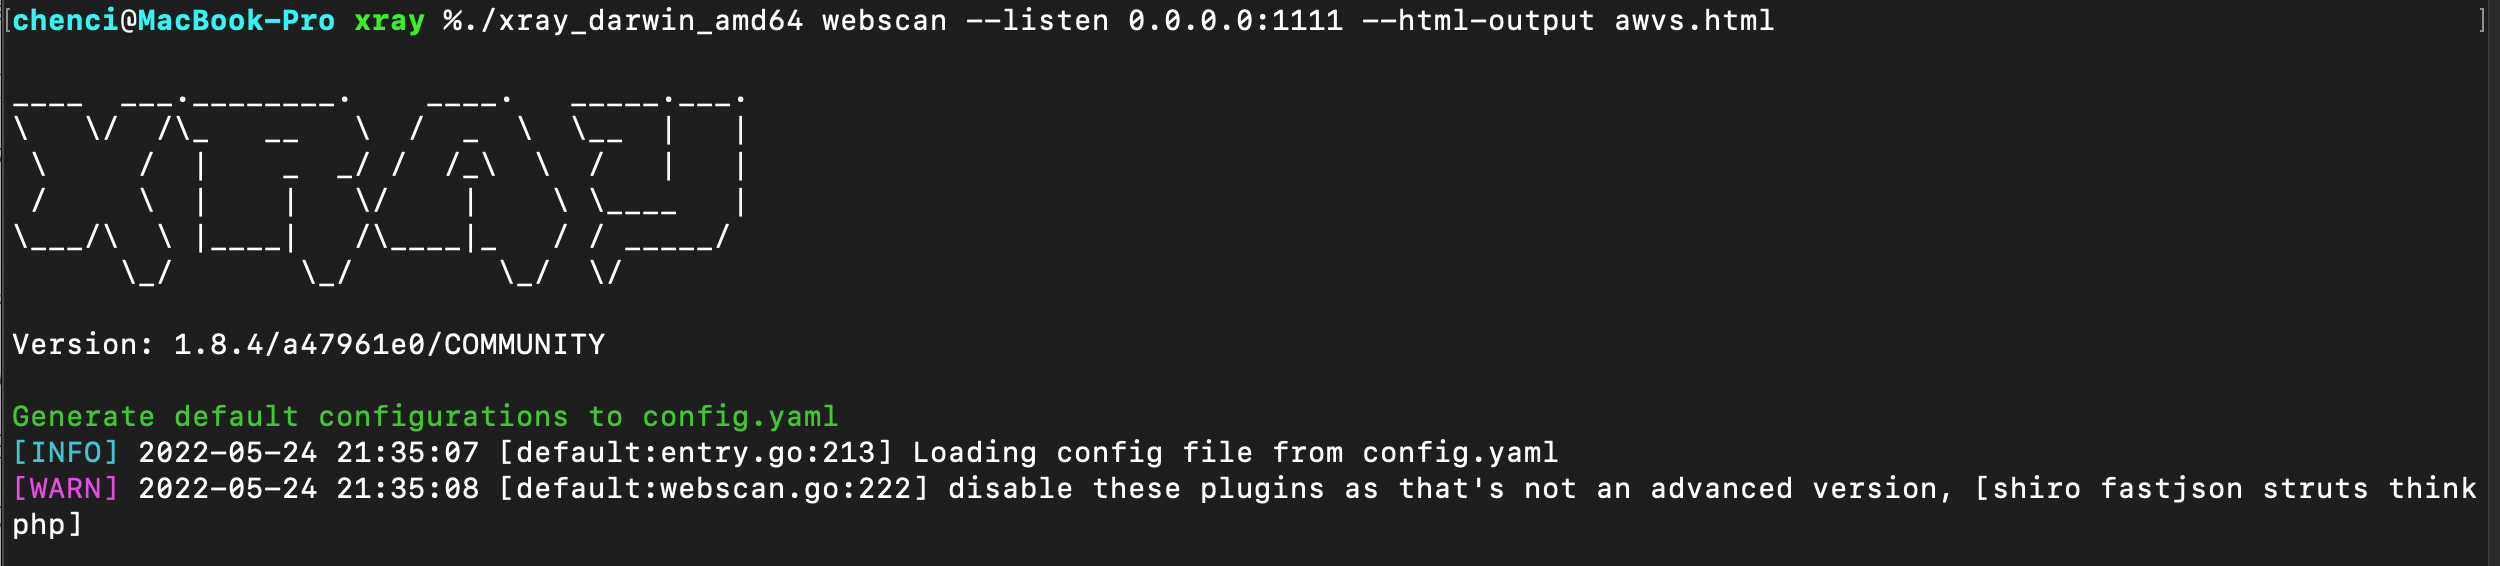 [chenci@MacBook-Pro xray %./xray_darwin_amd64 webscan --listen 0.0.0.0:1111 --html-output awvs.html ]
____  ___.________.    ____.   _____.___.
\   \/  /\_   __   \  /  _  \  \__  |   |
 \     /  |    _  _/ /  /_\  \  /   |   |
 /     \  |    |   \/    |    \ \____   |
\___/\  \ |____|   /\____|_   / / _____/
      \_/       \_/        \_/  \/
Version: 1.8.4/a47961e0/COMMUNITY
Generate default configurations to config.yaml
[INFO] 2022-05-24 21:35:07 [default:entry.go:213] Loading config file from config.yaml
[WARN] 2022-05-24 21:35:08 [default:webscan.go:222] disable these plugins as that's not an advanced version, [shiro fastjson struts think
php]